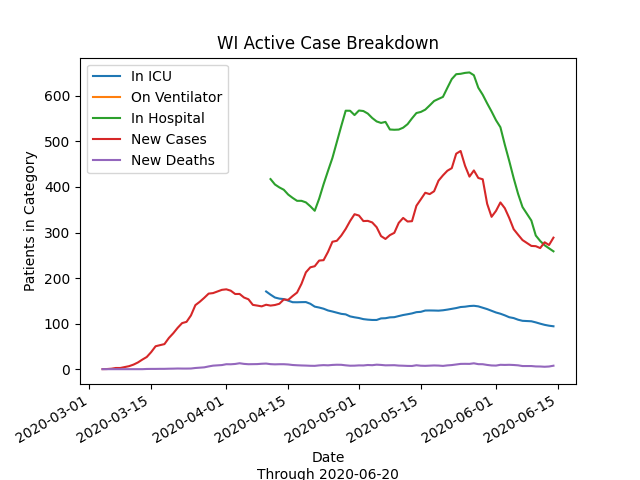 WI Active Case Breakdown
In ICU
On Ventilator
In Hospital
New Cases
New Deaths
Patients in Category
600
500
400
300
200
100
0
2020-03-01
2020-03-15
2020-04-01
2020-04-15
2020-05-01
2020-05-15
2020-06-01
2020-06-15
Date
Through 2020-06-20